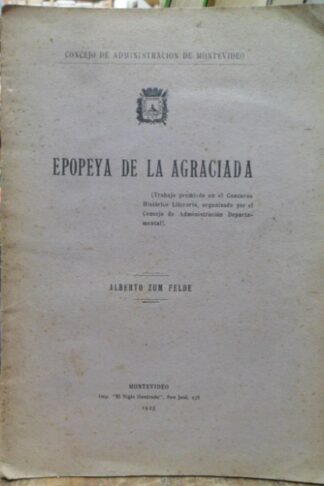 CONCEJO DE ADMINISTRACION DE MONTEVIDEO
EPOPEYA DE LA AGRACIADA
(Trabajo premiado en el Concurso
Histórico Literario, organizado por el
Concejo de Administración Departa-
mental).
ALBERTO ZUM FELDE
MONTEVIDEO
Imp. "El Siglo Ilustrado", San José, 938
1925